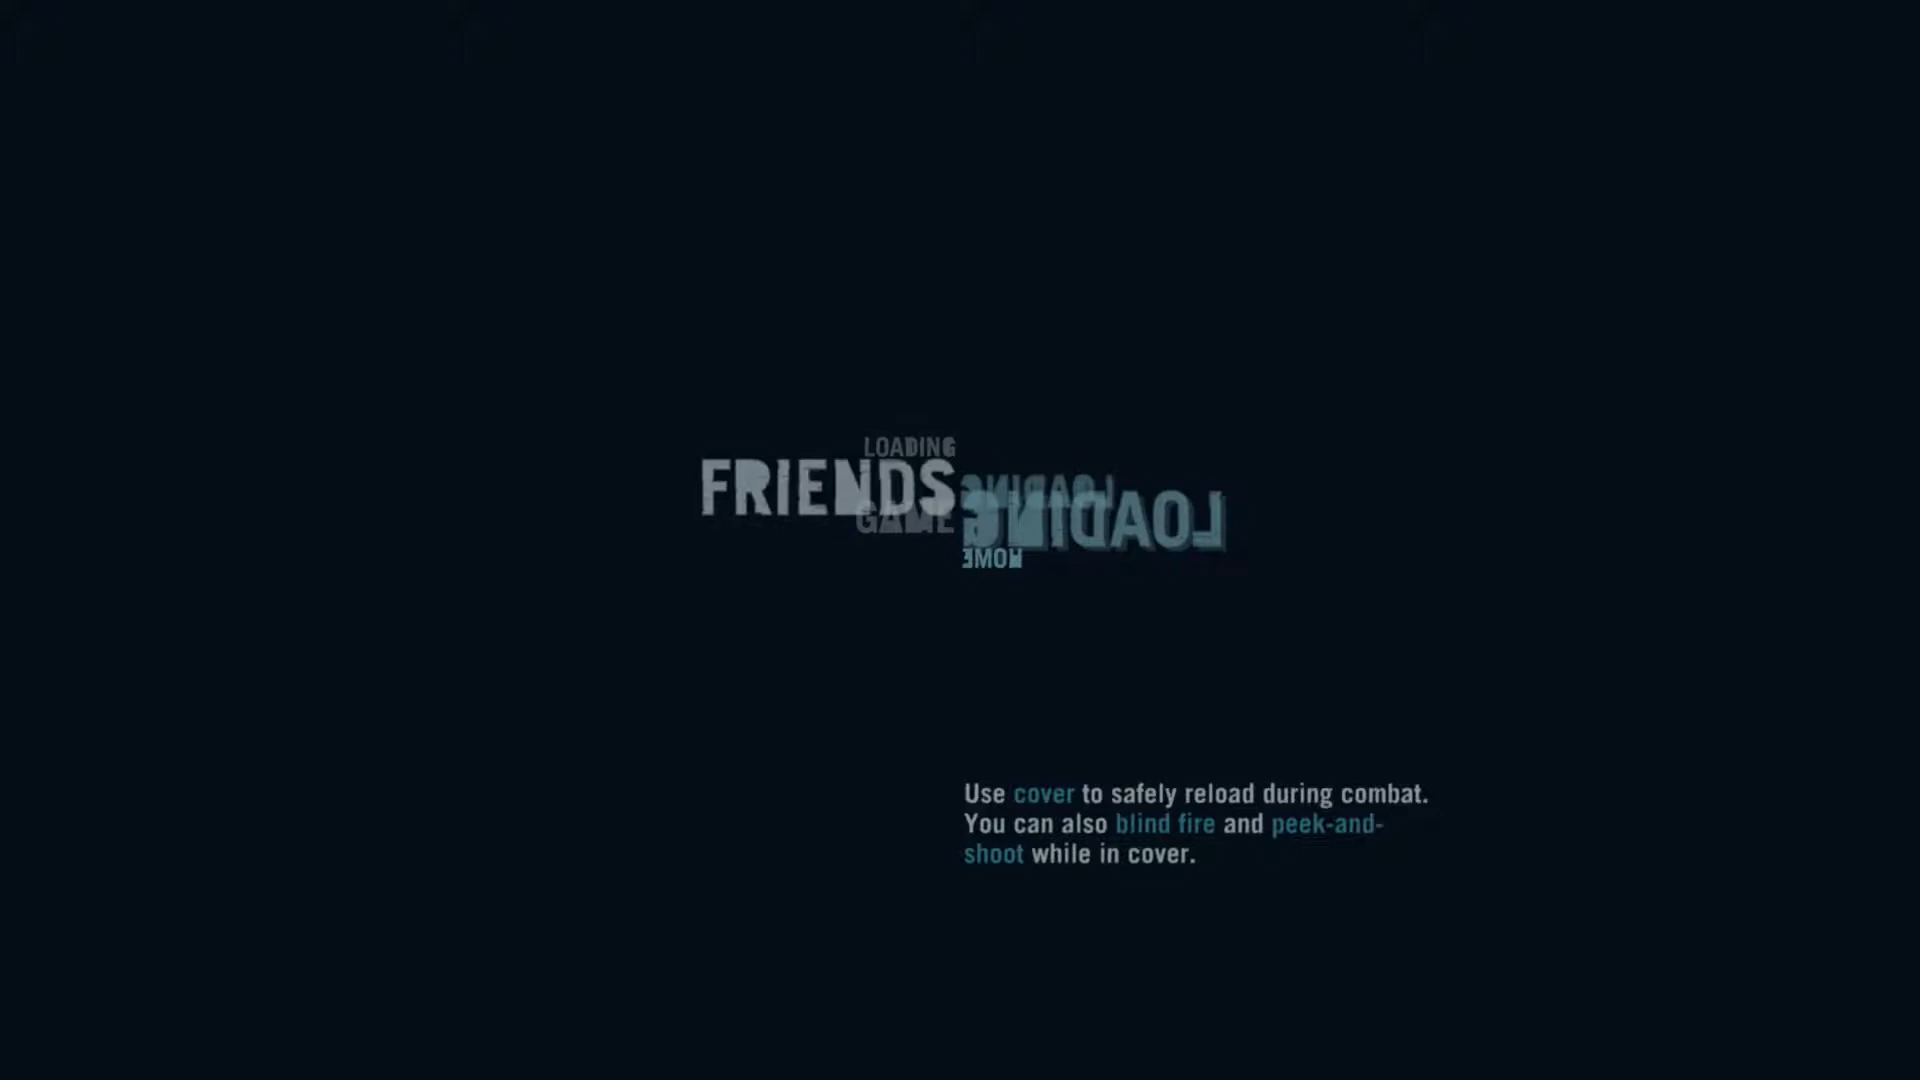 LOADING
FRIENDS
GAME
LOADING
LOADING
HOME
Use cover to safely reload during combat.
You can also blind fire and peek-and-
shoot while in cover.